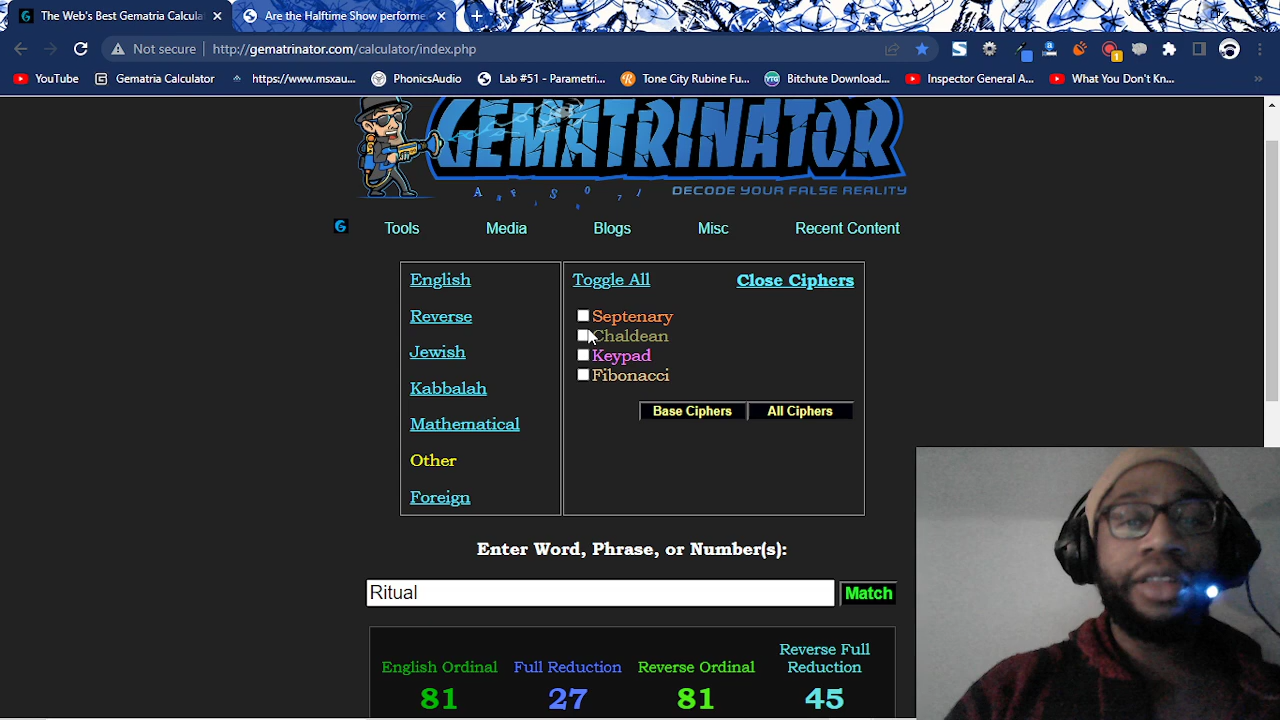 The Web's Best Gematria Calcula
Are the Halftime Show performe
Not secure
http://gematrinator.com/calculator/index.php
YouTube
Gematria Calculator
https://www.msxau...
PhonicsAudio
Lab #51 - Parametri...
Tone City Rubine Fu...
Bitchute Download...
Inspector General A...
What You Don't Kn...
GEMATRINATOR
DECODE YOUR FALSE REALITY
Tools
Media
Blogs
Misc
Recent Content
English
Reverse
Jewish
Kabbalah
Mathematical
Other
Foreign
Toggle All
Close Ciphers
Septenary
Chaldean
Keypad
Fibonacci
Base Ciphers
All Ciphers
Enter Word, Phrase, or Number(s):
Ritual
Match
English Ordinal
Full Reduction
Reverse Ordinal
Reverse Full
Reduction
81
27
81
45